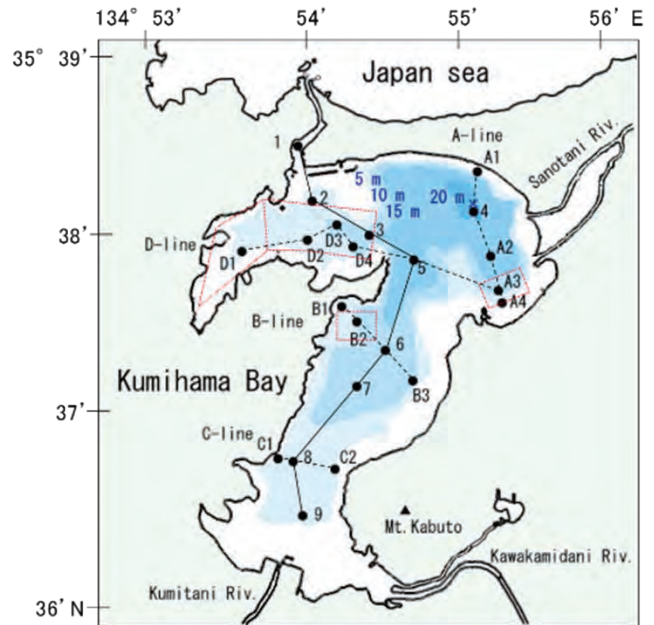 134° 53' 54' 55' 56' E
35° 39'
Japan sea
A-line
Sanotani Riv.
1
A1
5 m
10 m
20 m
15 m
2
4
38'
D-line
D3
3
D1
D2
D4
5
A2
A3
A4
B1
B-line
B2
6
Kumihama Bay
7
B3
37'
C-line
C1
8
C2
9
Mt. Kabuto
Kawakamidani Riv.
Kumitani Riv.
36' N